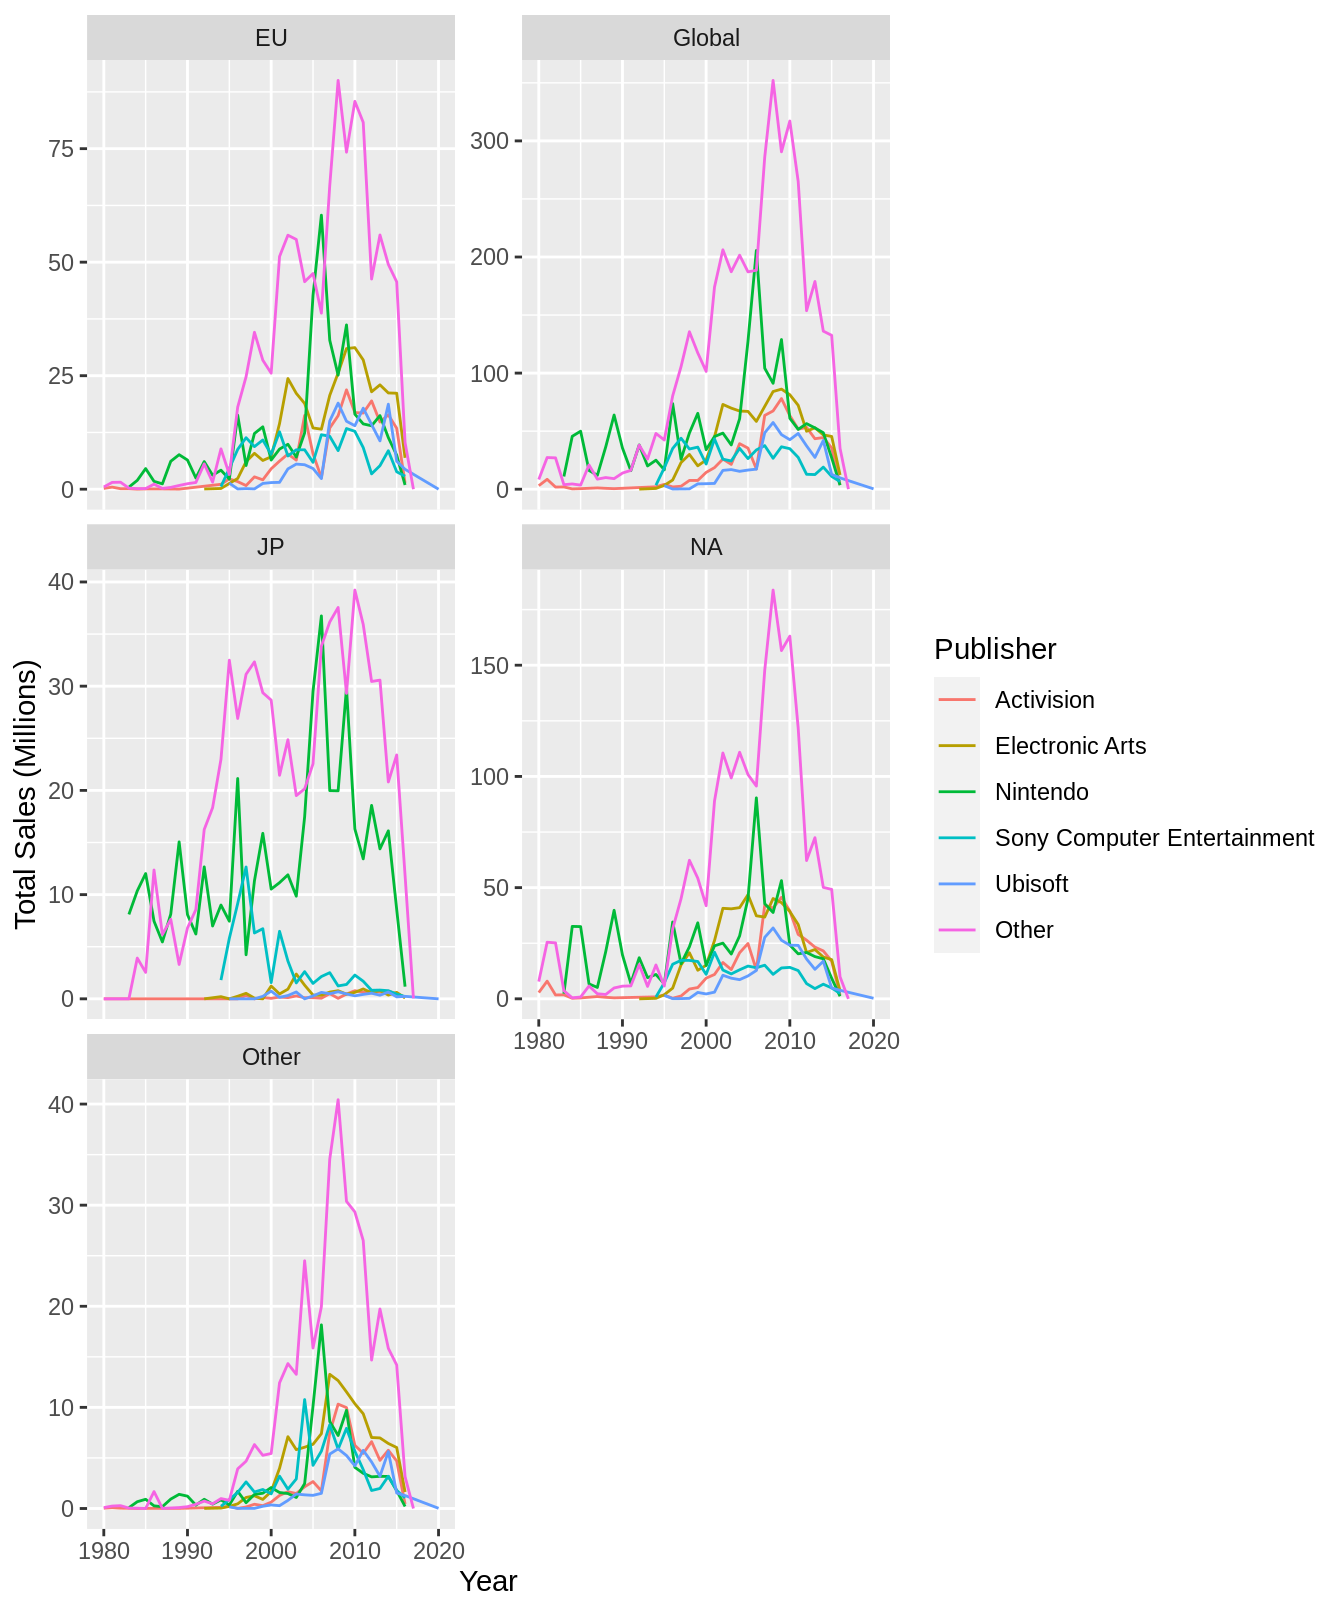 EU
Global
75
50
25
0
300
200
100
0
JP
NA
40
30
20
10
0
150
100
50
0
1980 1990 2000 2010 2020
Other
40
30
20
10
0
1980 1990 2000 2010 2020
Year
Total Sales (Millions)
Publisher
Activision
Electronic Arts
Nintendo
Sony Computer Entertainment
Ubisoft
Other